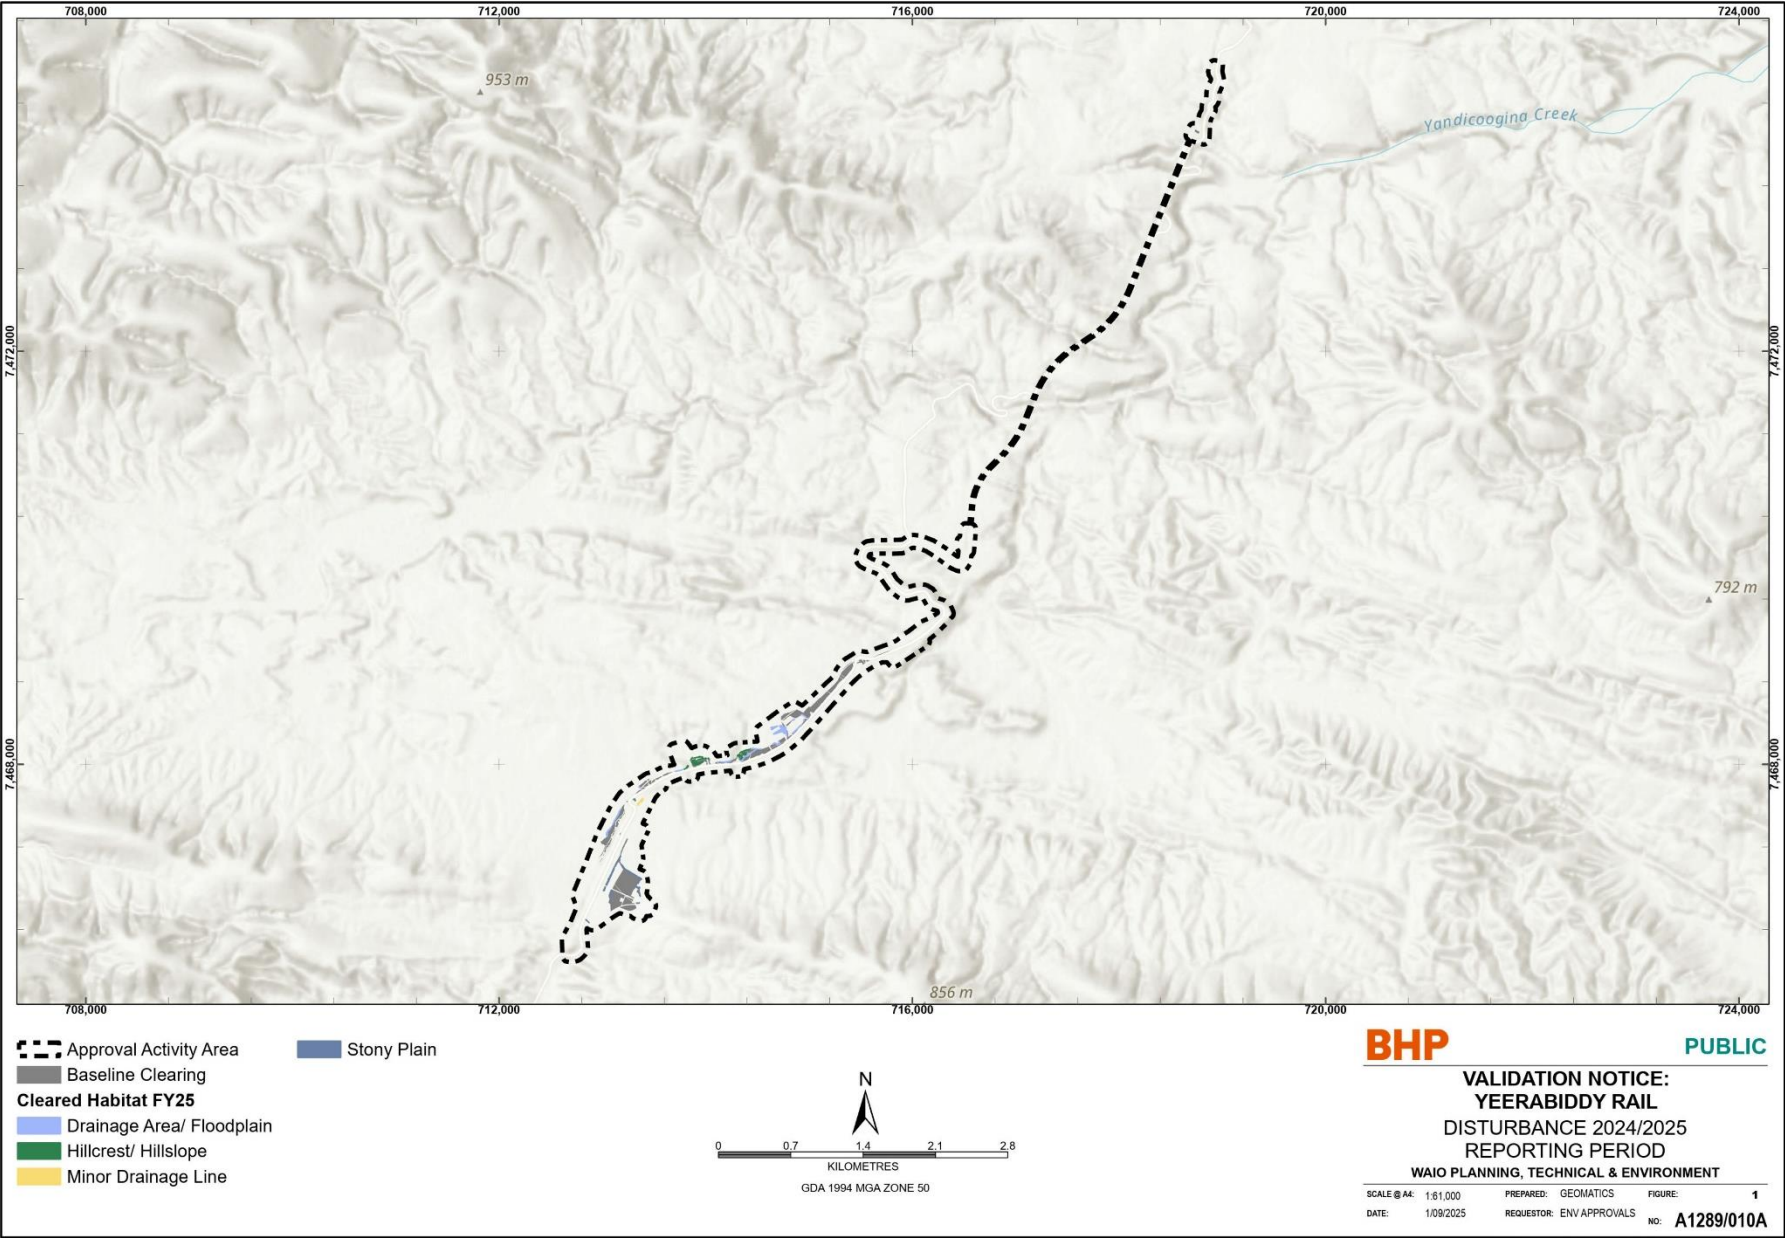 708,000
712,000
716,000
720,000
724,000
953 m
Yandicoogina Creek
7,472,000
7,472,000
792 m
7,468,000
7,468,000
856 m
708,000
712,000
716,000
720,000
724,000
Approval Activity Area
Baseline Clearing
Cleared Habitat FY25
Drainage Area/ Floodplain
Hillcrest/ Hillslope
Minor Drainage Line
Stony Plain
N
0 0.7 1.4 2.1 2.8
KILOMETRES
GDA 1994 MGA ZONE 50
BHP PUBLIC
VALIDATION NOTICE:
YEERABIDDY RAIL
DISTURBANCE 2024/2025
REPORTING PERIOD
WAIO PLANNING, TECHNICAL & ENVIRONMENT
SCALE @ A4: 1:61,000 PREPARED: GEOMATICS FIGURE: 1
DATE: 1/09/2025 REQUESTOR: ENV APPROVALS NO: A1289/010A